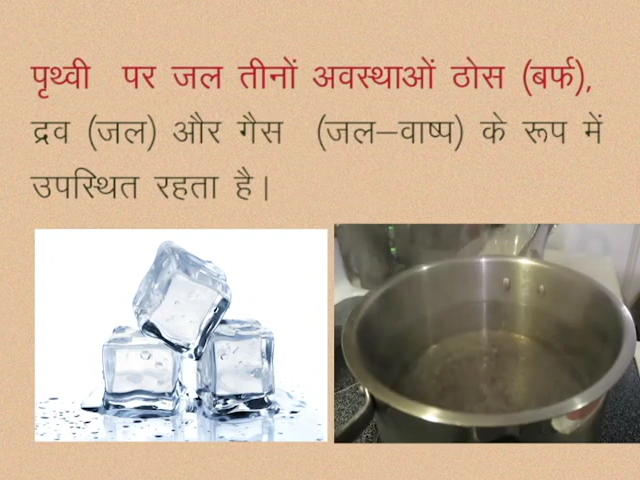 पृथ्वी पर जल तीनों अवस्थाओं ठोस (बर्फ),
द्रव (जल) और गैस (जल–वाष्प) के रूप में
उपस्थित रहता है।